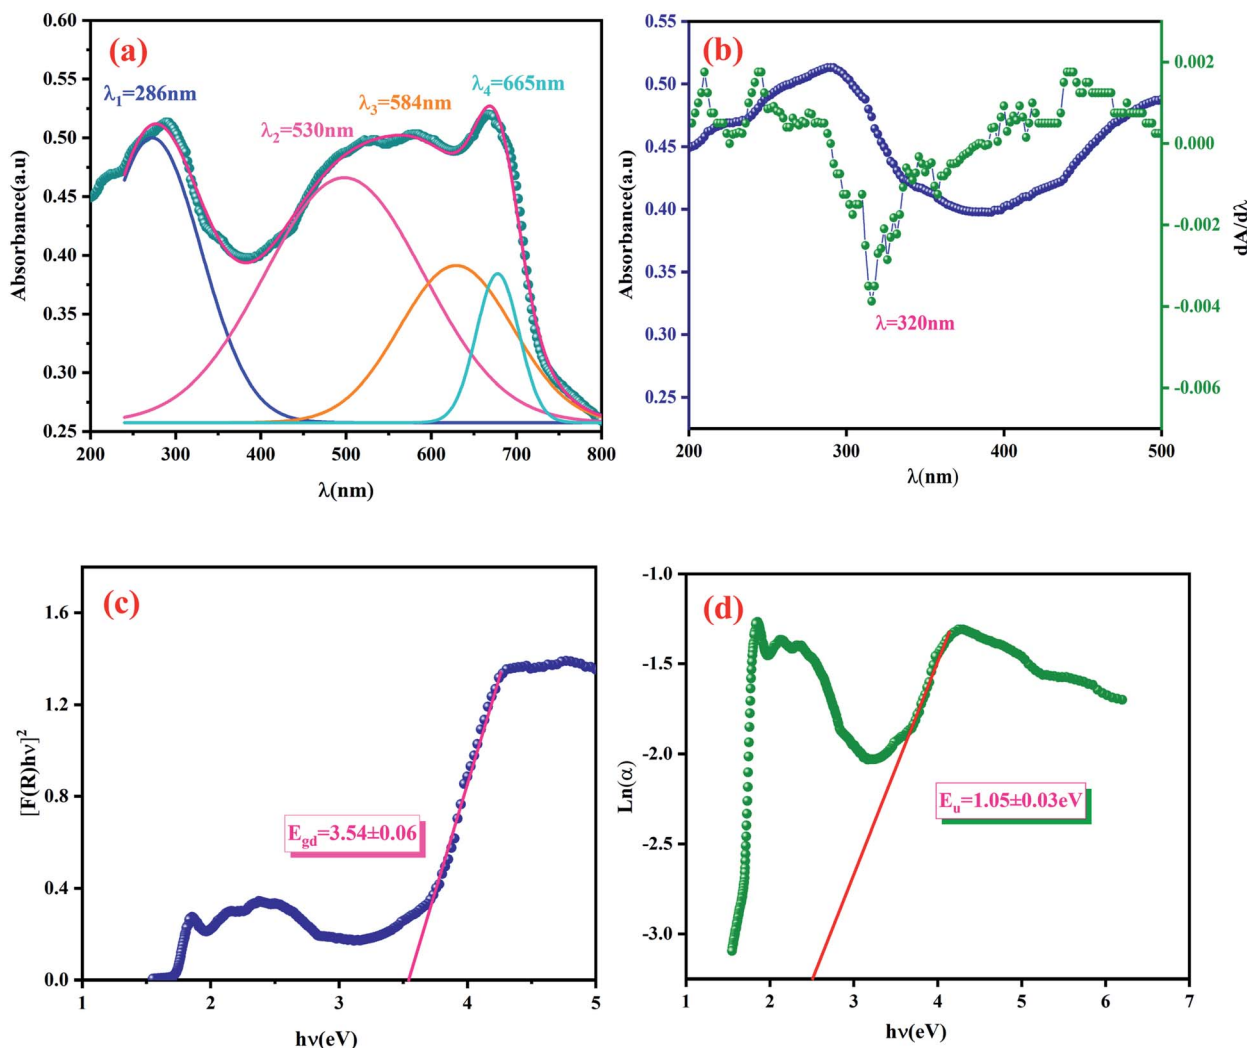 (a)
λ1=286nm
λ2=530nm
λ3=584nm
λ4=665nm
0.60
0.55
0.50
0.45
0.40
0.35
0.30
0.25
Absorbance(a.u)
200 300 400 500 600 700 800
λ(nm)
(b)
0.55
0.50
0.45
0.40
0.35
0.30
0.25
Absorbance(a.u)
0.002
0.000
-0.002
-0.004
-0.006
dA/dλ
λ=320nm
200 300 400 500
λ(nm)
(c)
1.6
1.2
0.8
0.4
0.0
[F(R)hν]²
Egd=3.54±0.06
1 2 3 4 5
hν(eV)
(d)
-1.0
-1.5
-2.0
-2.5
-3.0
Ln(α)
Eu=1.05±0.03eV
1 2 3 4 5 6 7
hν(eV)